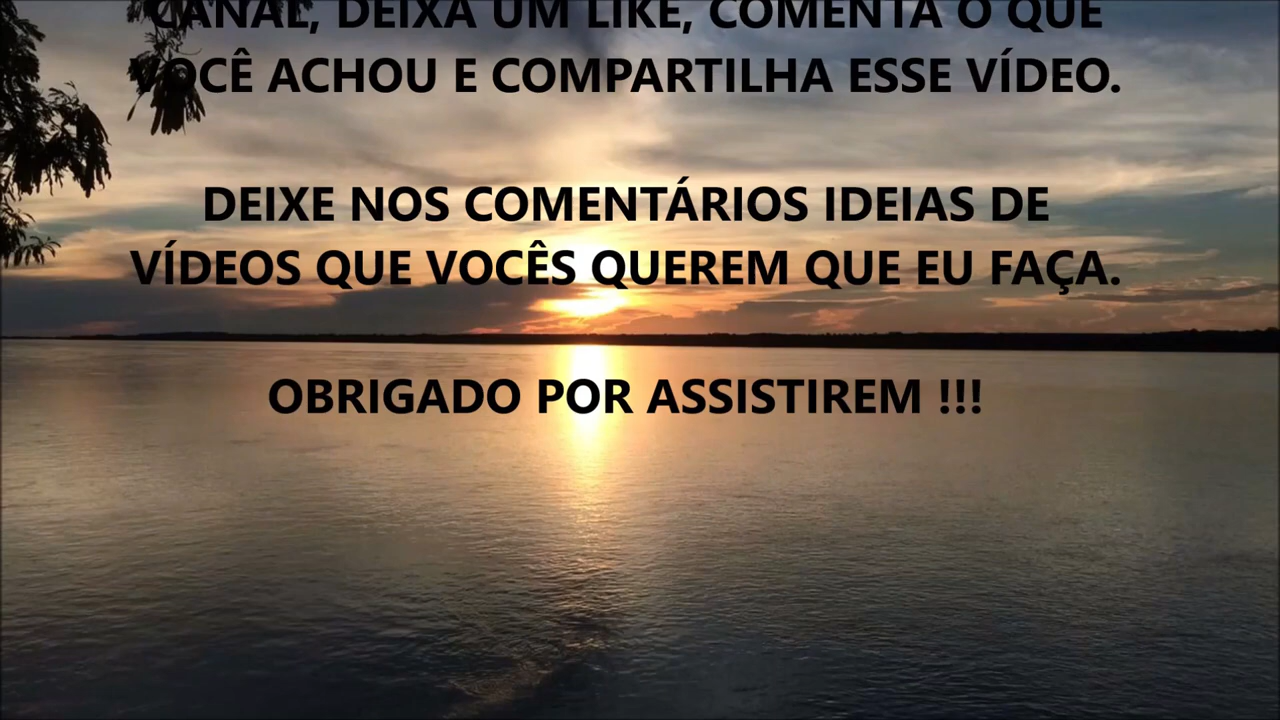 CANAL, DEIXA UM LIKE, COMENTA O QUE
VOCÊ ACHOU E COMPARTILHA ESSE VÍDEO.
DEIXE NOS COMENTÁRIOS IDEIAS DE
VÍDEOS QUE VOCÊS QUEREM QUE EU FAÇA.
OBRIGADO POR ASSISTIREM !!!